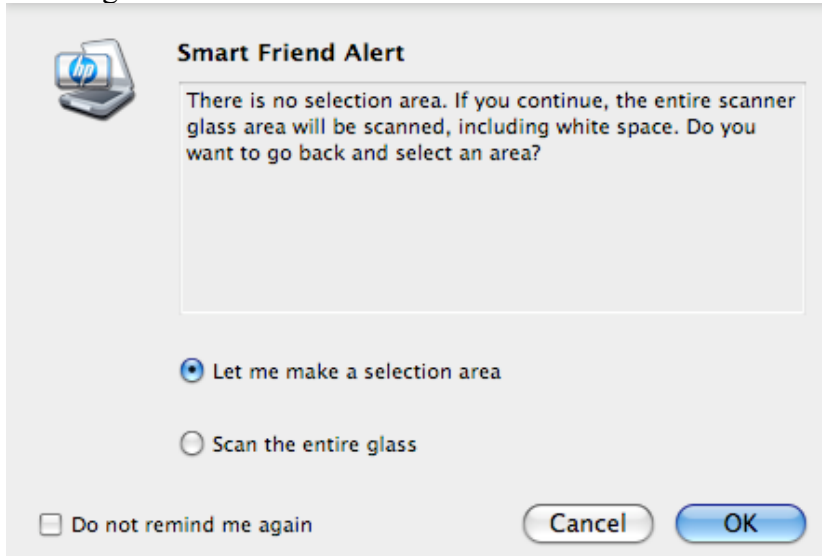 Smart Friend Alert
hp
There is no selection area. If you continue, the entire scanner
glass area will be scanned, including white space. Do you
want to go back and select an area?
Let me make a selection area
Scan the entire glass
Do not remind me again
Cancel
OK